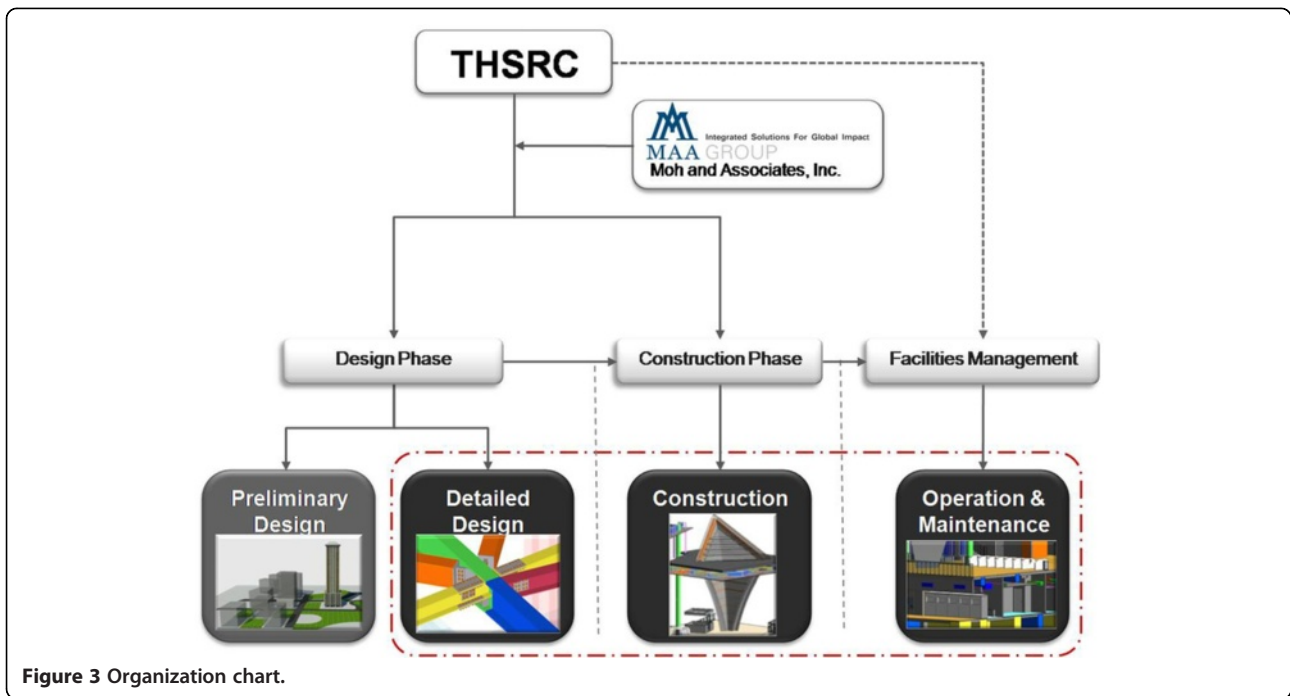 THSRC
Integrated Solutions For Global Impact
MAA GROUP
Moh and Associates, Inc.
Design Phase
Construction Phase
Facilities Management
Preliminary
Design
Detailed
Design
Construction
Operation &
Maintenance
Figure 3 Organization chart.